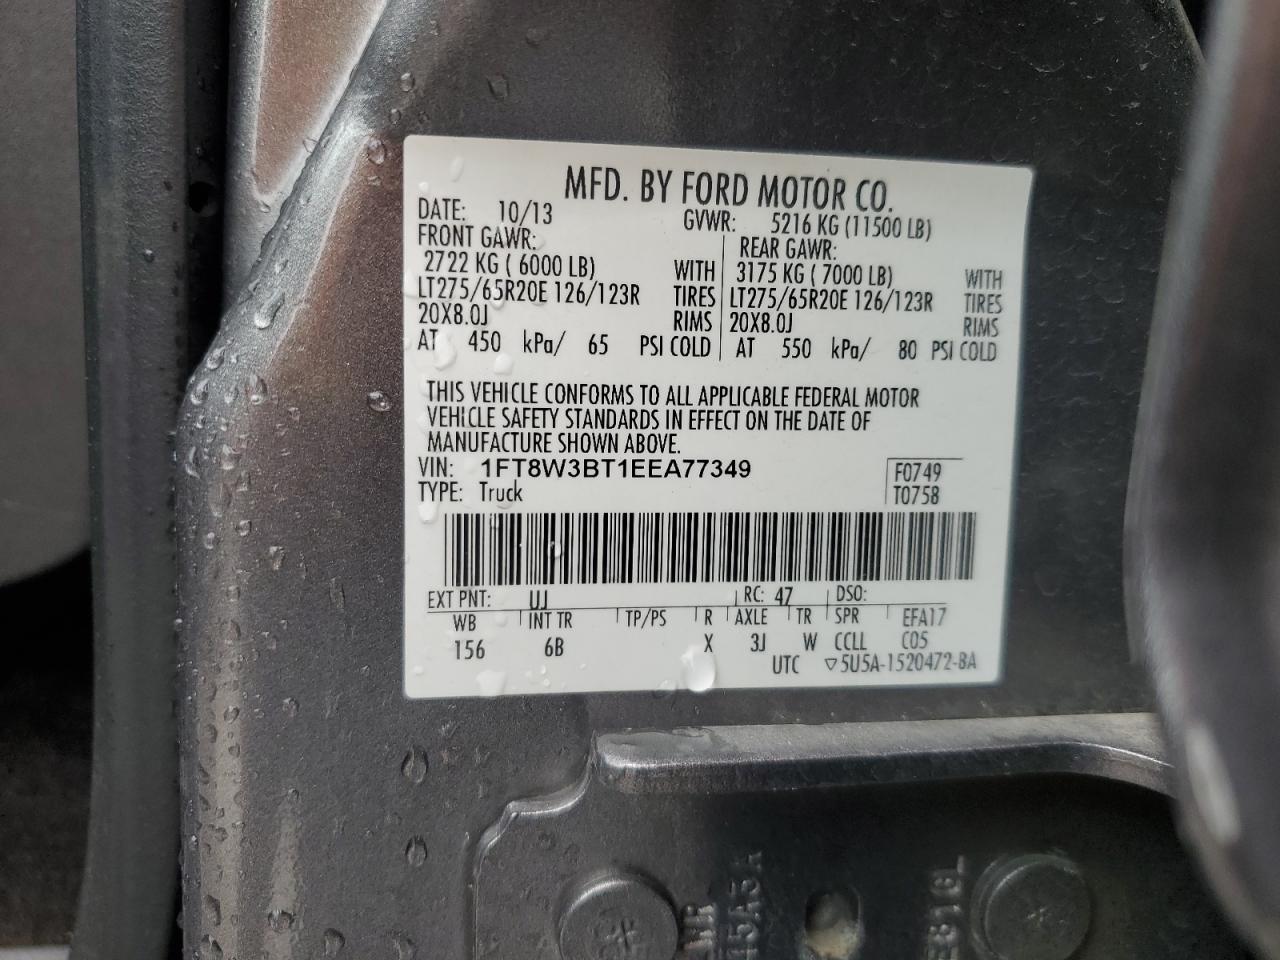 MFD. BY FORD MOTOR CO.
DATE: 10/13 GVWR: 5216 KG (11500 LB)
FRONT GAWR: REAR GAWR:
2722 KG ( 6000 LB) WITH 3175 KG ( 7000 LB) WITH
LT275/65R20E 126/123R TIRES LT275/65R20E 126/123R TIRES
20X8.0J RIMS 20X8.0J RIMS
AT 450 kPa/ 65 PSI COLD AT 550 kPa/ 80 PSI COLD
THIS VEHICLE CONFORMS TO ALL APPLICABLE FEDERAL MOTOR
VEHICLE SAFETY STANDARDS IN EFFECT ON THE DATE OF
MANUFACTURE SHOWN ABOVE.
VIN: 1FT8W3BT1EEA77349 F0749
TYPE: Truck T0758
EXT PNT: UJ RC: 47 DSO:
WB INT TR TP/PS R AXLE TR SPR EFA17
156 6B X 3J W CCLL C05
UTC ▽5U5A-1520472-BA